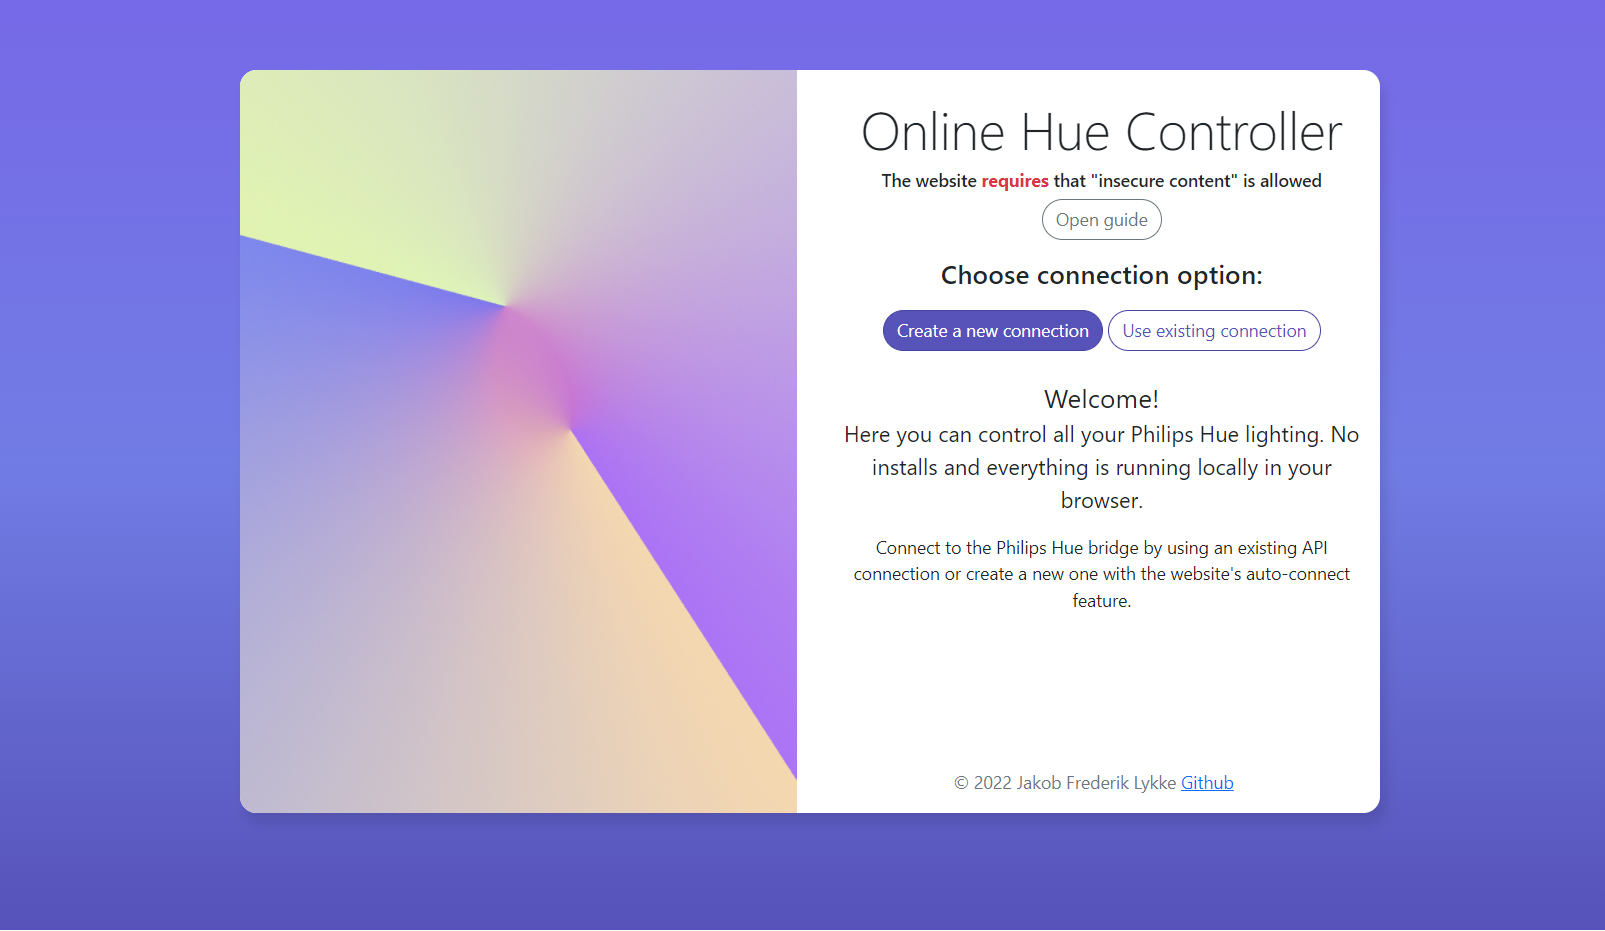 Online Hue Controller
The website requires that "insecure content" is allowed
Open guide
Choose connection option:
Create a new connection Use existing connection
Welcome!
Here you can control all your Philips Hue lighting. No
installs and everything is running locally in your
browser.
Connect to the Philips Hue bridge by using an existing API
connection or create a new one with the website's auto-connect
feature.
© 2022 Jakob Frederik Lykke Github